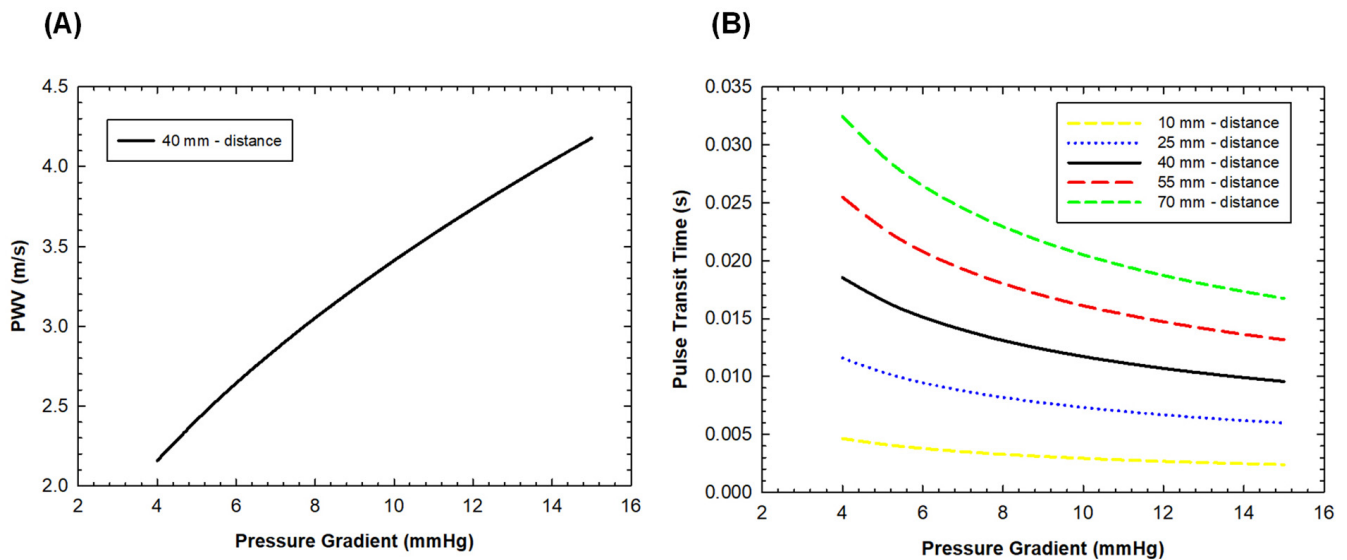 (A)
4.5
4.0
3.5
3.0
2.5
2.0
PWV (m/s)
40 mm - distance
2 4 6 8 10 12 14 16
Pressure Gradient (mmHg)
(B)
0.035
0.030
0.025
0.020
0.015
0.010
0.005
0.000
Pulse Transit Time (s)
10 mm - distance
25 mm - distance
40 mm - distance
55 mm - distance
70 mm - distance
2 4 6 8 10 12 14 16
Pressure Gradient (mmHg)